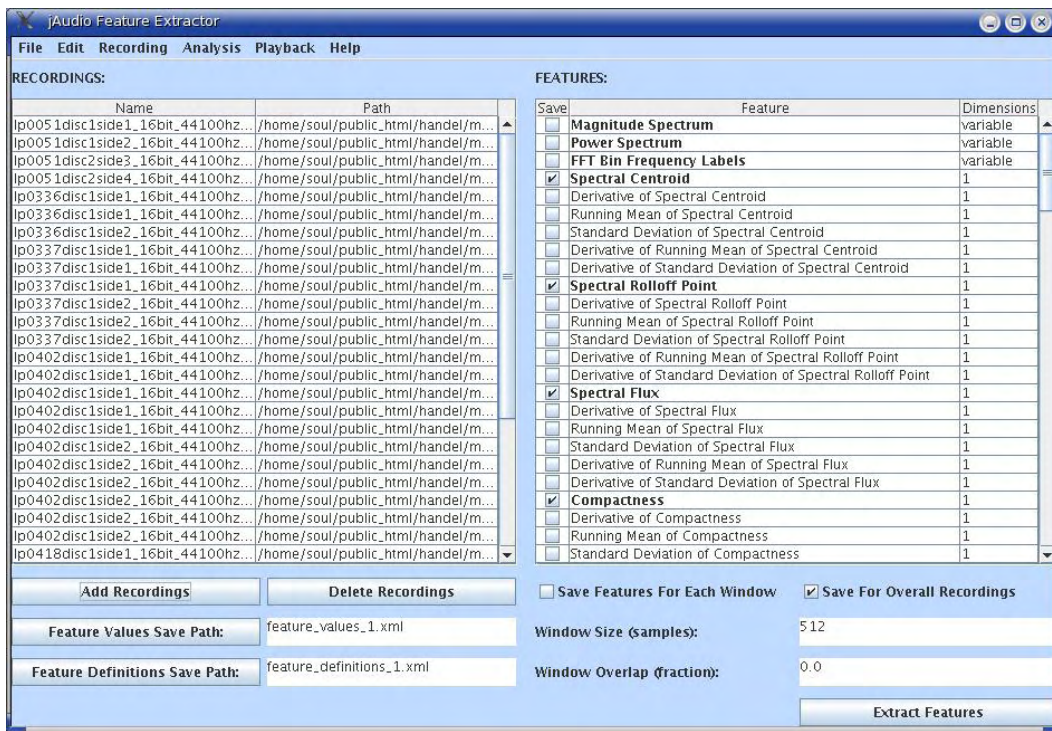 jAudio Feature Extractor
File Edit Recording Analysis Playback Help
RECORDINGS:
Name Path
lp0051disc1side1_16bit_44100hz... /home/soul/public_html/handel/m...
lp0051disc1side2_16bit_44100hz... /home/soul/public_html/handel/m...
lp0051disc2side3_16bit_44100hz... /home/soul/public_html/handel/m...
lp0051disc2side4_16bit_44100hz... /home/soul/public_html/handel/m...
lp0336disc1side1_16bit_44100hz... /home/soul/public_html/handel/m...
lp0336disc1side1_16bit_44100hz... /home/soul/public_html/handel/m...
lp0336disc1side2_16bit_44100hz... /home/soul/public_html/handel/m...
lp0337disc1side1_16bit_44100hz... /home/soul/public_html/handel/m...
lp0337disc1side1_16bit_44100hz... /home/soul/public_html/handel/m...
lp0337disc1side1_16bit_44100hz... /home/soul/public_html/handel/m...
lp0337disc1side2_16bit_44100hz... /home/soul/public_html/handel/m...
lp0337disc1side2_16bit_44100hz... /home/soul/public_html/handel/m...
lp0337disc1side2_16bit_44100hz... /home/soul/public_html/handel/m...
lp0402disc1side1_16bit_44100hz... /home/soul/public_html/handel/m...
lp0402disc1side1_16bit_44100hz... /home/soul/public_html/handel/m...
lp0402disc1side1_16bit_44100hz... /home/soul/public_html/handel/m...
lp0402disc1side1_16bit_44100hz... /home/soul/public_html/handel/m...
lp0402disc1side2_16bit_44100hz... /home/soul/public_html/handel/m...
lp0402disc1side2_16bit_44100hz... /home/soul/public_html/handel/m...
lp0402disc1side2_16bit_44100hz... /home/soul/public_html/handel/m...
lp0402disc1side2_16bit_44100hz... /home/soul/public_html/handel/m...
lp0402disc1side2_16bit_44100hz... /home/soul/public_html/handel/m...
lp0402disc1side2_16bit_44100hz... /home/soul/public_html/handel/m...
lp0402disc1side2_16bit_44100hz... /home/soul/public_html/handel/m...
lp0418disc1side1_16bit_44100hz... /home/soul/public_html/handel/m...
Add Recordings Delete Recordings
Feature Values Save Path: feature_values_1.xml
Feature Definitions Save Path: feature_definitions_1.xml
FEATURES:
Save Feature Dimensions
Magnitude Spectrum variable
Power Spectrum variable
FFT Bin Frequency Labels variable
Spectral Centroid 1
Derivative of Spectral Centroid 1
Running Mean of Spectral Centroid 1
Standard Deviation of Spectral Centroid 1
Derivative of Running Mean of Spectral Centroid 1
Derivative of Standard Deviation of Spectral Centroid 1
Spectral Rolloff Point 1
Derivative of Spectral Rolloff Point 1
Running Mean of Spectral Rolloff Point 1
Standard Deviation of Spectral Rolloff Point 1
Derivative of Running Mean of Spectral Rolloff Point 1
Derivative of Standard Deviation of Spectral Rolloff Point 1
Spectral Flux 1
Derivative of Spectral Flux 1
Running Mean of Spectral Flux 1
Standard Deviation of Spectral Flux 1
Derivative of Running Mean of Spectral Flux 1
Derivative of Standard Deviation of Spectral Flux 1
Compactness 1
Derivative of Compactness 1
Running Mean of Compactness 1
Standard Deviation of Compactness 1
Save Features For Each Window Save For Overall Recordings
Window Size (samples): 512
Window Overlap (fraction): 0.0
Extract Features